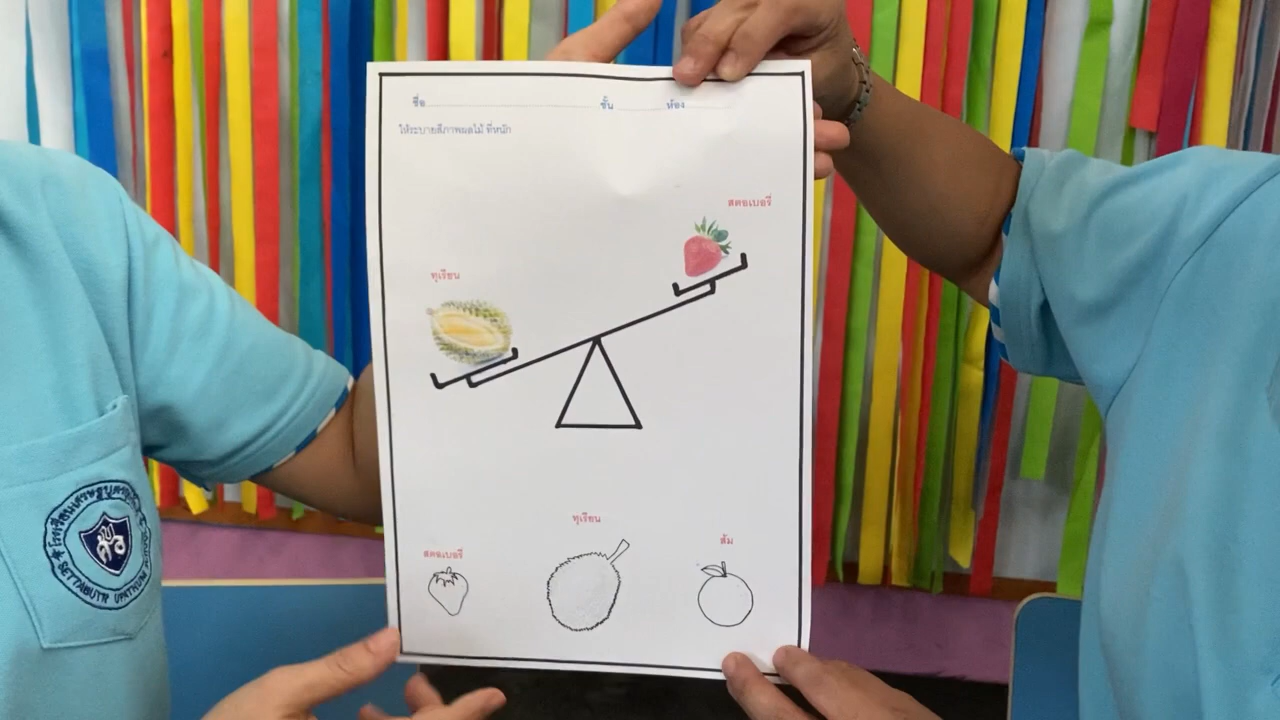 ชื่อ ชั้น ห้อง
ให้ระบายสีภาพผลไม้ ที่หนัก
สตอเบอรี่
ทุเรียน
ทุเรียน
ส้ม
สตอเบอรี่
SETTABUTR UPATHUM